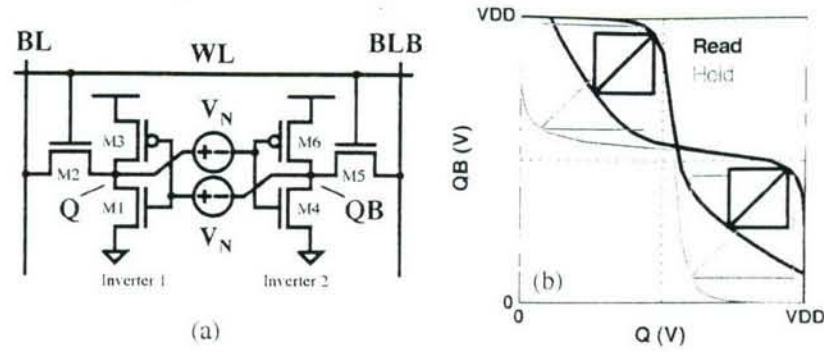 BL
WL
BLB
V_N
M3
M6
M2
M5
Q
M1
M4
QB
V_N
Inverter 1
Inverter 2
(a)
VDD
Read
Hold
QB (V)
(b)
0
0
VDD
Q (V)